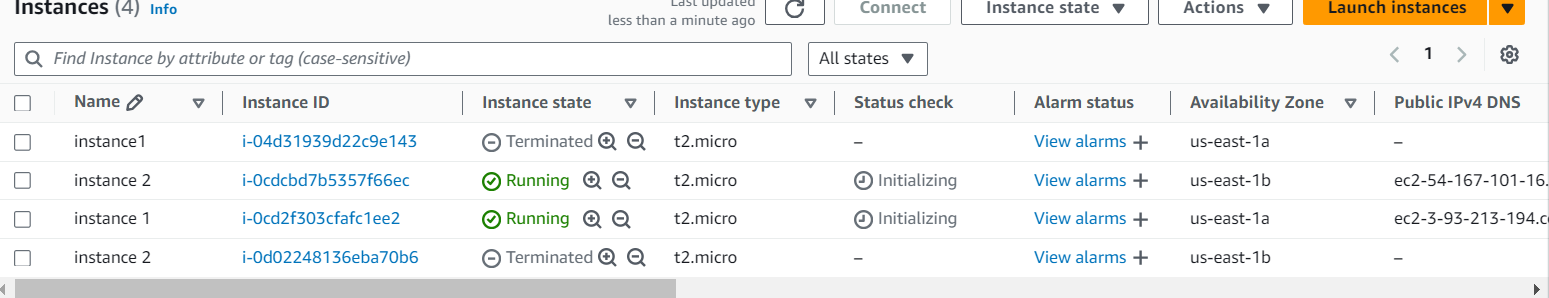 Instances (4) Info
Last updated
less than a minute ago
Connect
Instance state
Actions
Launch instances
Find Instance by attribute or tag (case-sensitive)
All states
1
Name Instance ID Instance state Instance type Status check Alarm status Availability Zone Public IPv4 DNS
instance1 i-04d31939d22c9e143 Terminated t2.micro – View alarms + us-east-1a –
instance 2 i-0cdcbd7b5357f66ec Running t2.micro Initializing View alarms + us-east-1b ec2-54-167-101-16.
instance 1 i-0cd2f303cfafc1ee2 Running t2.micro Initializing View alarms + us-east-1a ec2-3-93-213-194.c
instance 2 i-0d02248136eba70b6 Terminated t2.micro – View alarms + us-east-1b –